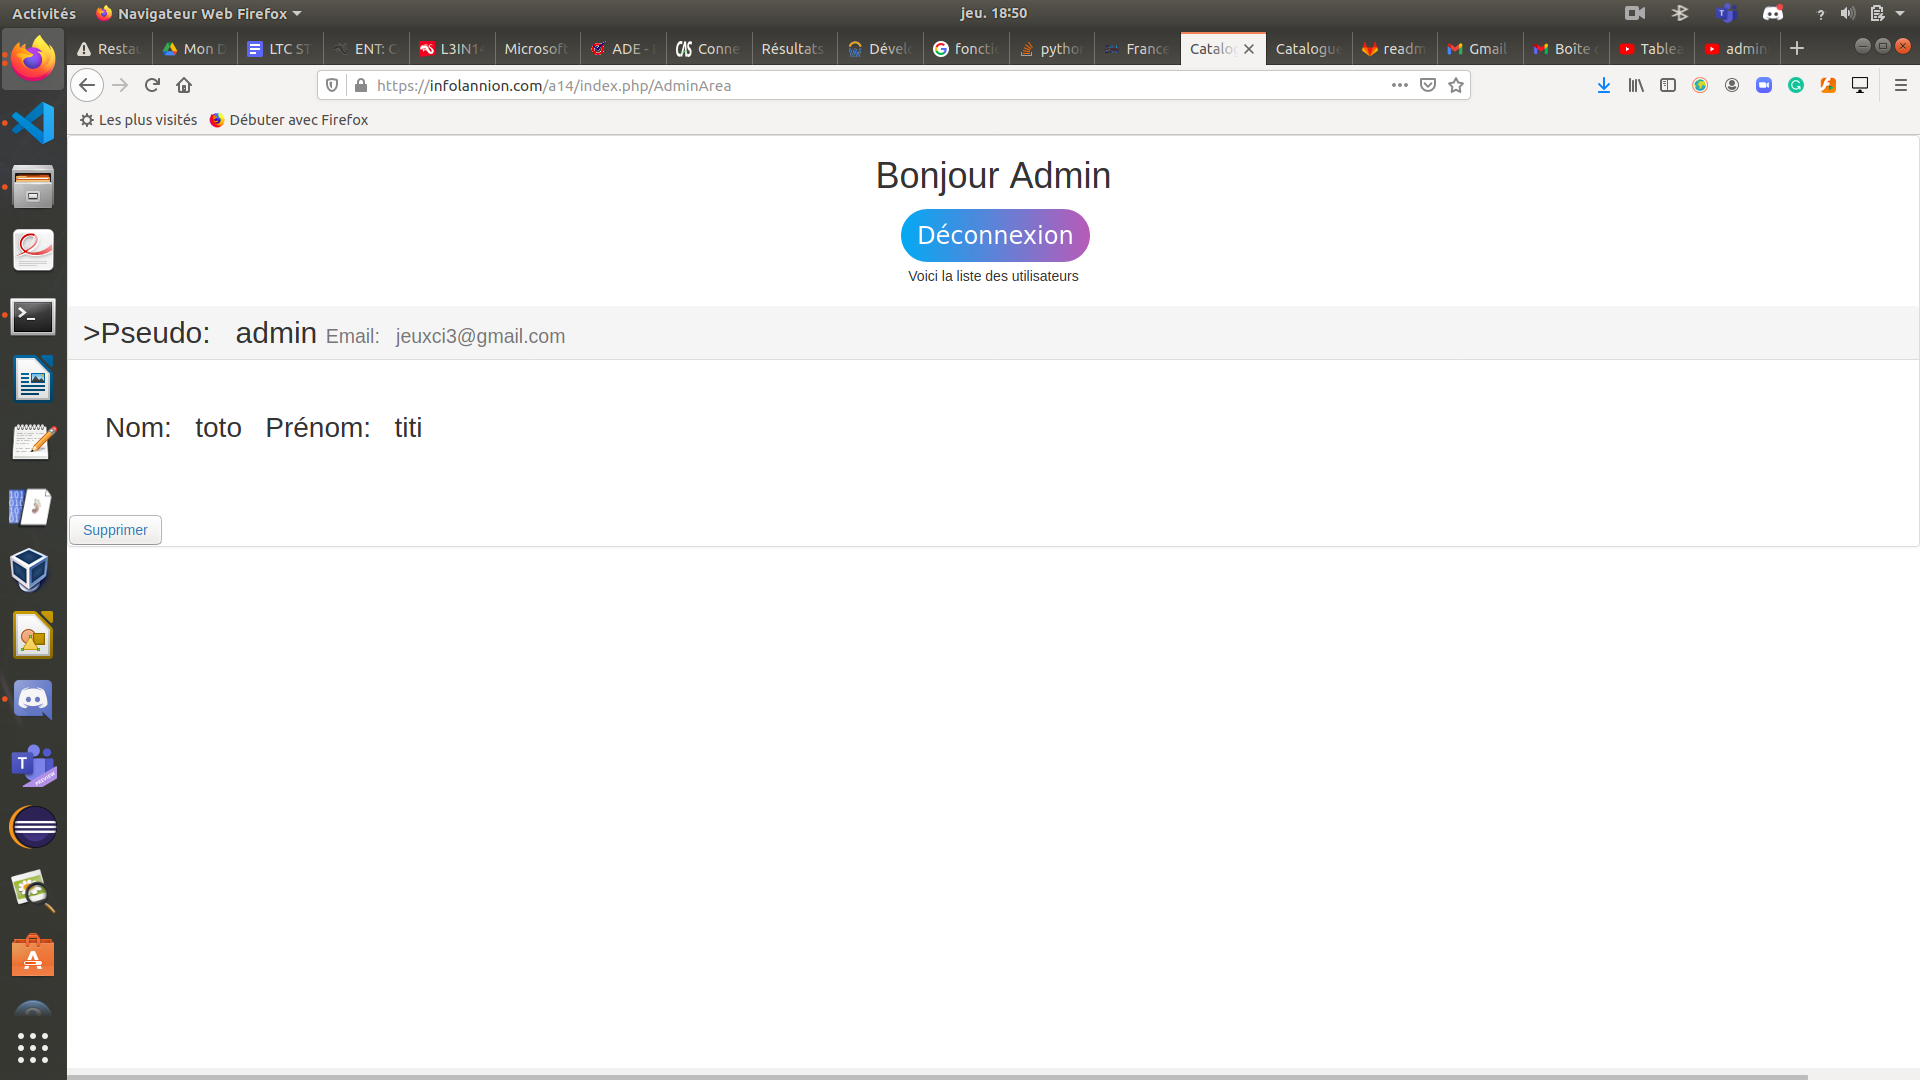 Activités Navigateur Web Firefox jeu. 18:50
Restau Mon D LTC ST ENT: C L3IN1 Microsoft ADE - Conne Résultats Dévelo fonctio python France Catalog Catalogue readm Gmail Boîte Tablea admin
https://infolannion.com/a14/index.php/AdminArea
Les plus visités Débuter avec Firefox
Bonjour Admin
Déconnexion
Voici la liste des utilisateurs
>Pseudo: admin Email: jeuxci3@gmail.com
Nom: toto Prénom: titi
Supprimer